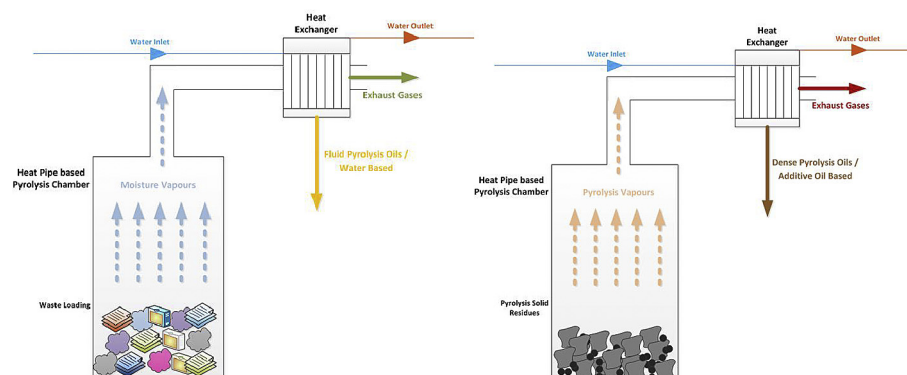 Heat
Exchanger
Water Outlet
Water Inlet
Exhaust Gases
Fluid Pyrolysis Oils /
Water Based
Heat Pipe based
Pyrolysis Chamber
Moisture Vapours
Waste Loading
Heat
Exchanger
Water Outlet
Water Inlet
Exhaust Gases
Dense Pyrolysis Oils /
Additive Oil Based
Heat Pipe based
Pyrolysis Chamber
Pyrolysis Vapours
Pyrolysis Solid
Residues